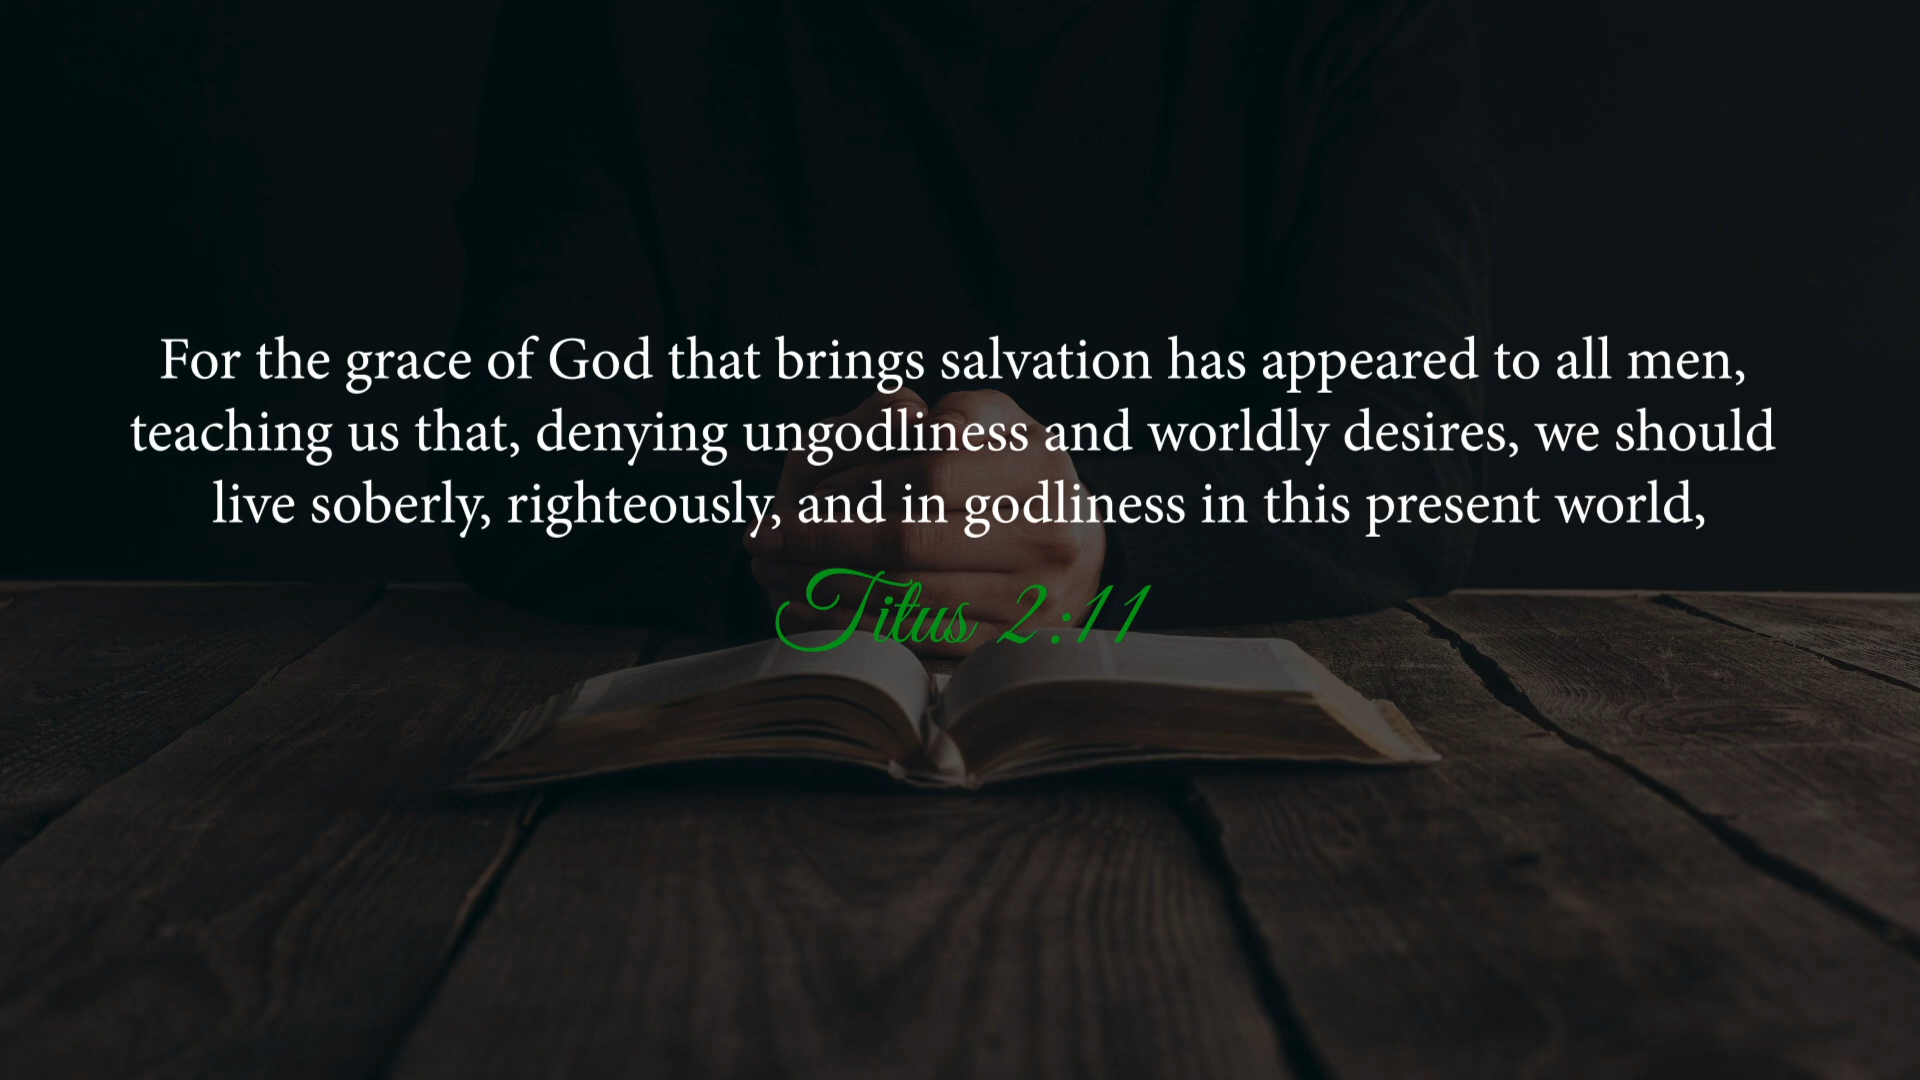 For the grace of God that brings salvation has appeared to all men,
teaching us that, denying ungodliness and worldly desires, we should
live soberly, righteously, and in godliness in this present world,
Titus 2:11